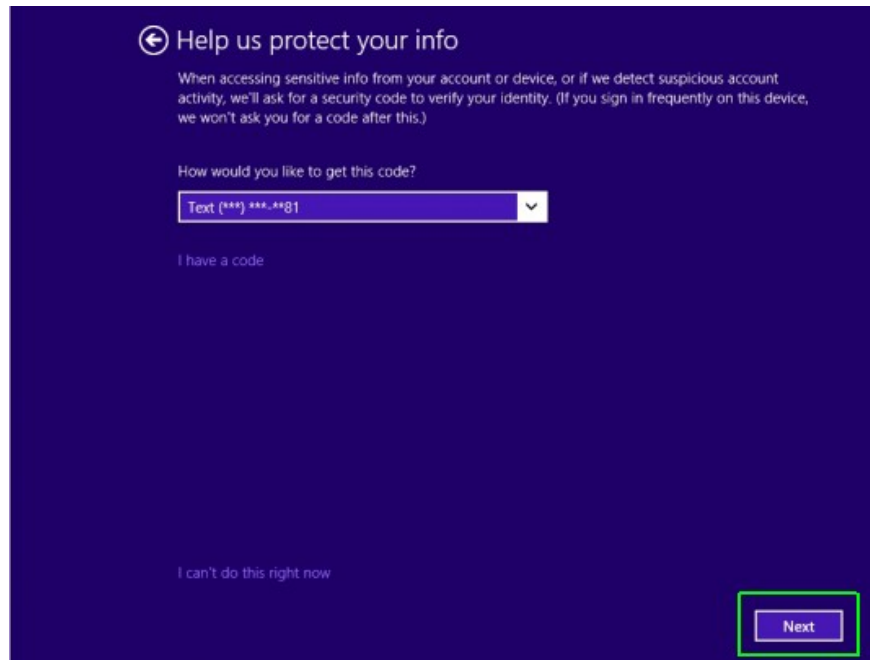 Help us protect your info
When accessing sensitive info from your account or device, or if we detect suspicious account
activity, we'll ask for a security code to verify your identity. (If you sign in frequently on this device,
we won't ask you for a code after this.)
How would you like to get this code?
Text (***) ***-**81
I have a code
I can't do this right now
Next